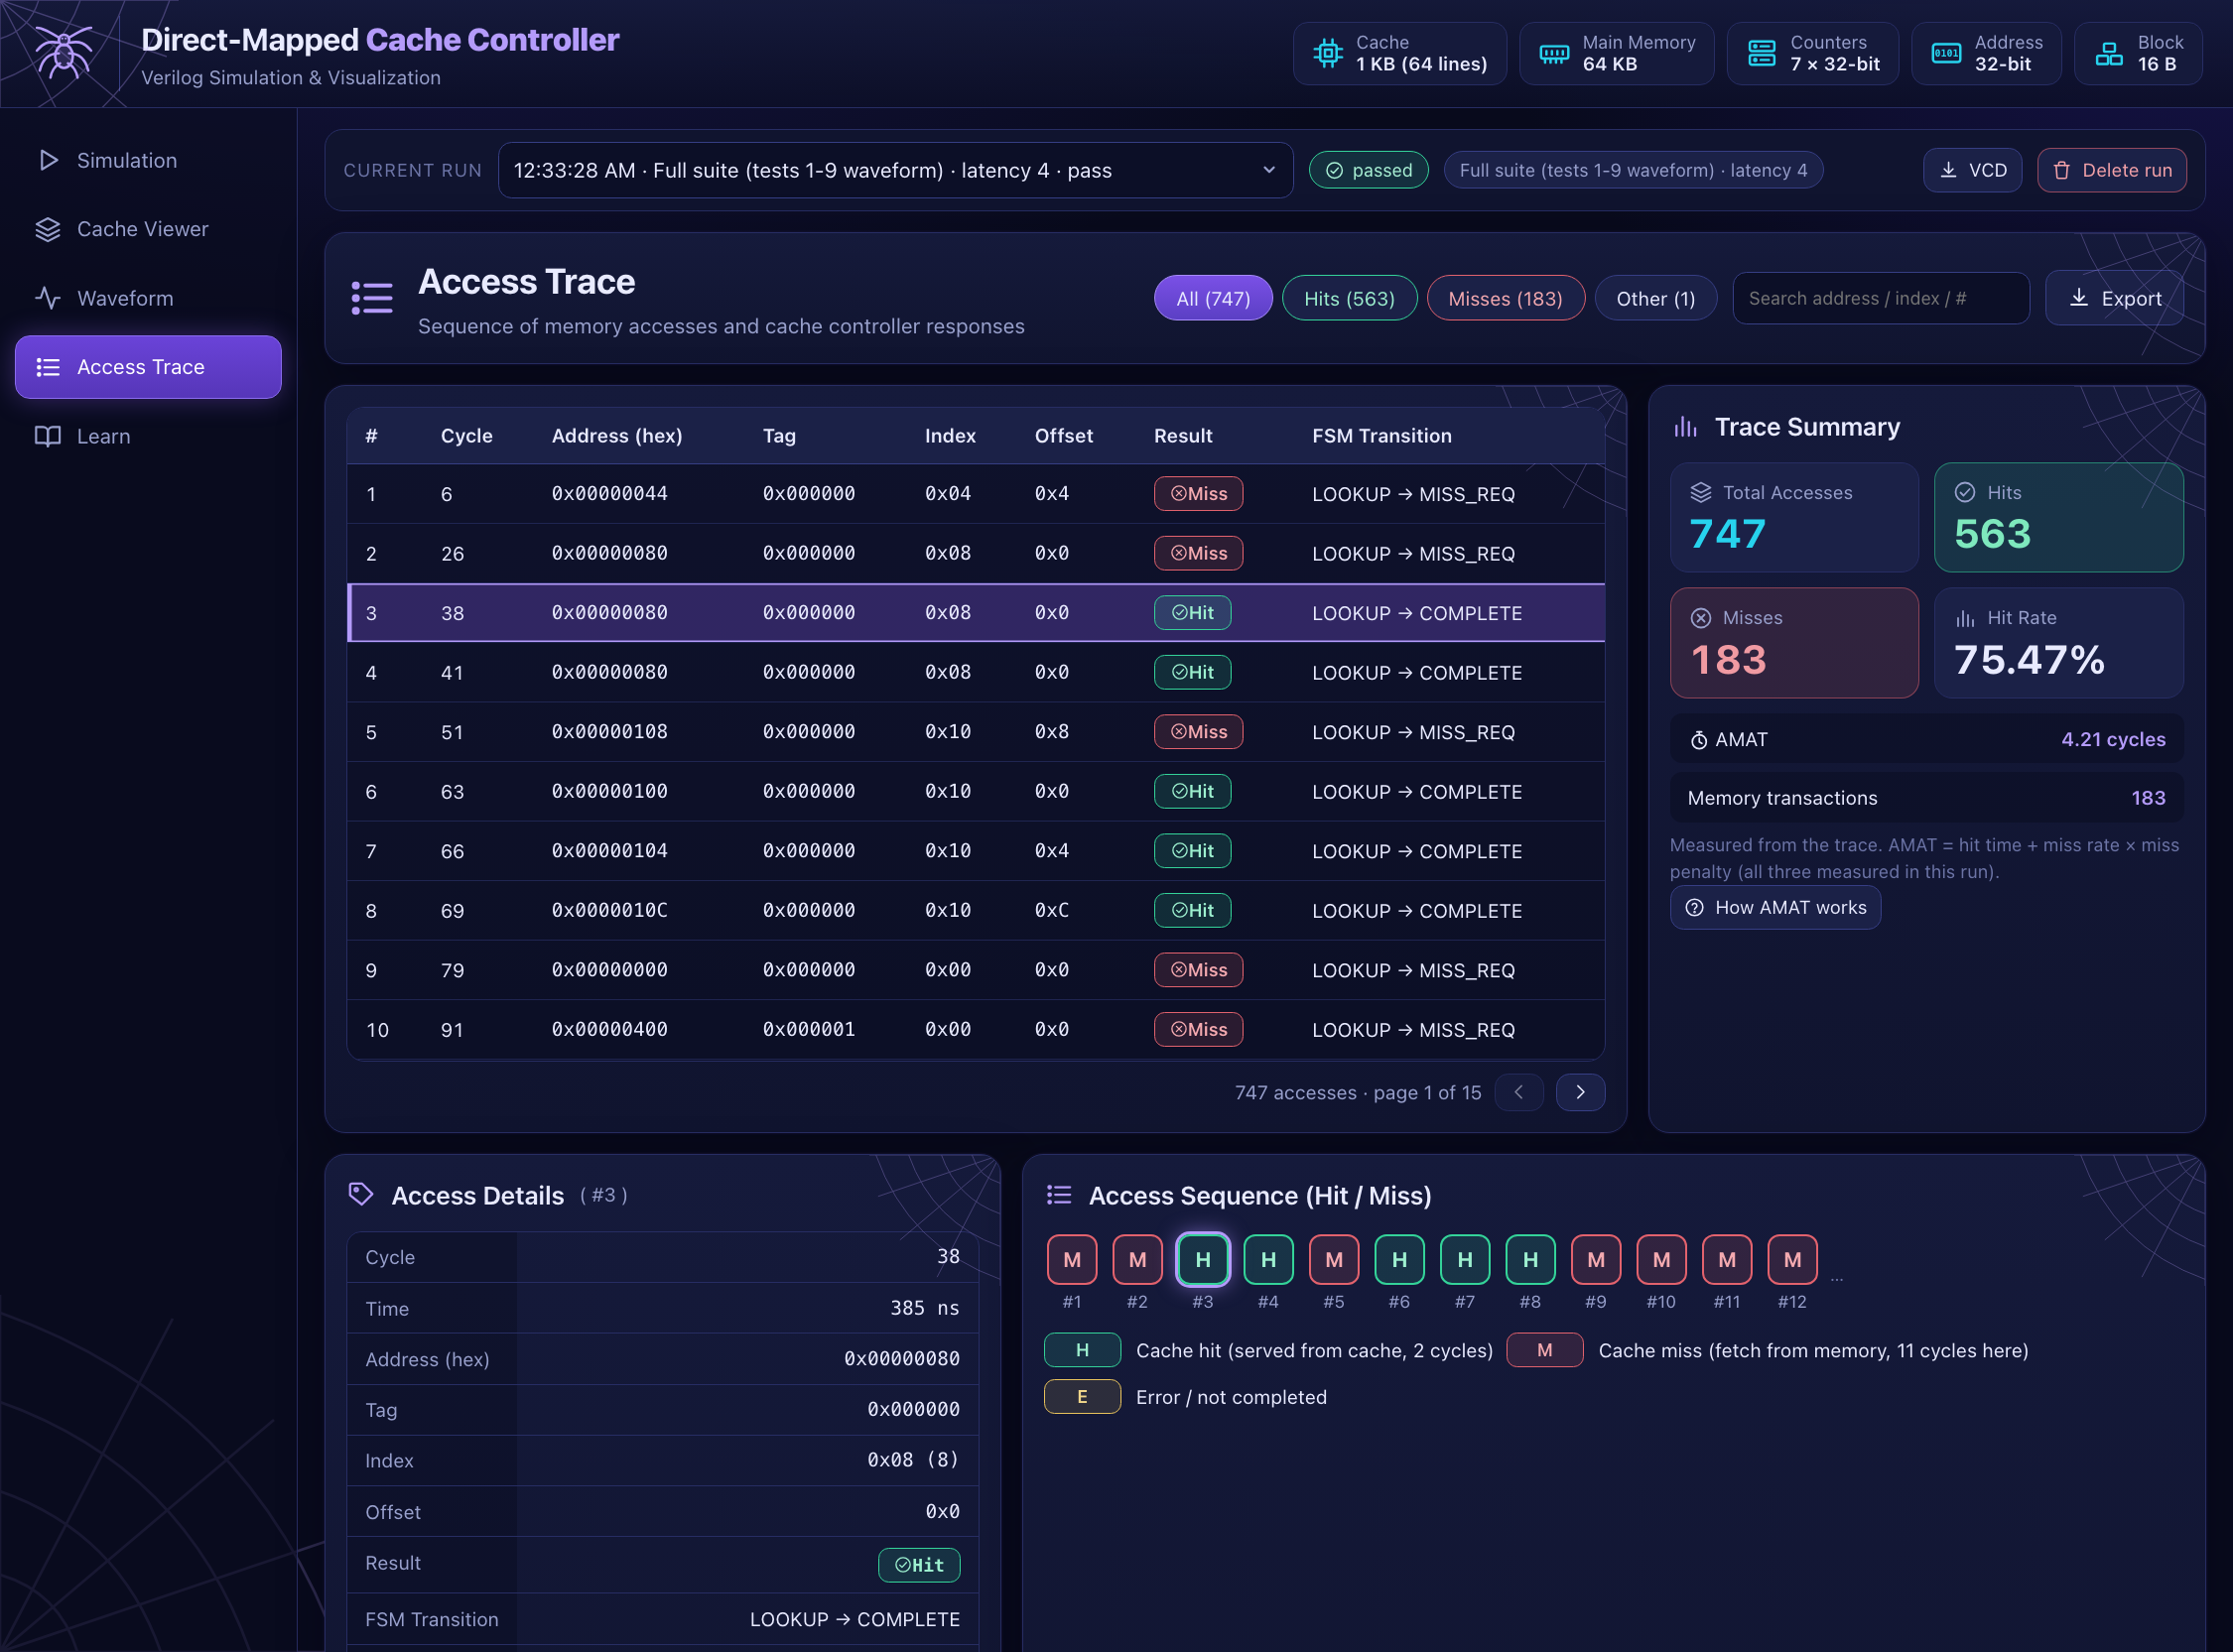 Direct-Mapped Cache Controller
Verilog Simulation & Visualization
Cache
1 KB (64 lines)
Main Memory
64 KB
Counters
7 × 32-bit
0101
Address
32-bit
Block
16 B
Simulation
Cache Viewer
Waveform
Access Trace
Learn
CURRENT RUN
12:33:28 AM · Full suite (tests 1-9 waveform) · latency 4 · pass
passed
Full suite (tests 1-9 waveform) · latency 4
VCD
Delete run
Access Trace
Sequence of memory accesses and cache controller responses
All (747)
Hits (563)
Misses (183)
Other (1)
Search address / index / #
Export
# Cycle Address (hex) Tag Index Offset Result FSM Transition
1 6 0x00000044 0x000000 0x04 0x4 Miss LOOKUP → MISS_REQ
2 26 0x00000080 0x000000 0x08 0x0 Miss LOOKUP → MISS_REQ
3 38 0x00000080 0x000000 0x08 0x0 Hit LOOKUP → COMPLETE
4 41 0x00000080 0x000000 0x08 0x0 Hit LOOKUP → COMPLETE
5 51 0x00000108 0x000000 0x10 0x8 Miss LOOKUP → MISS_REQ
6 63 0x00000100 0x000000 0x10 0x0 Hit LOOKUP → COMPLETE
7 66 0x00000104 0x000000 0x10 0x4 Hit LOOKUP → COMPLETE
8 69 0x0000010C 0x000000 0x10 0xC Hit LOOKUP → COMPLETE
9 79 0x00000000 0x000000 0x00 0x0 Miss LOOKUP → MISS_REQ
10 91 0x00000400 0x000001 0x00 0x0 Miss LOOKUP → MISS_REQ
747 accesses · page 1 of 15
Trace Summary
Total Accesses
747
Hits
563
Misses
183
Hit Rate
75.47%
AMAT 4.21 cycles
Memory transactions 183
Measured from the trace. AMAT = hit time + miss rate × miss
penalty (all three measured in this run).
How AMAT works
Access Details ( #3 )
Cycle 38
Time 385 ns
Address (hex) 0x00000080
Tag 0x000000
Index 0x08 (8)
Offset 0x0
Result Hit
FSM Transition LOOKUP → COMPLETE
Access Sequence (Hit / Miss)
M M H H M H H H M M M M ...
#1 #2 #3 #4 #5 #6 #7 #8 #9 #10 #11 #12
H Cache hit (served from cache, 2 cycles) M Cache miss (fetch from memory, 11 cycles here)
E Error / not completed